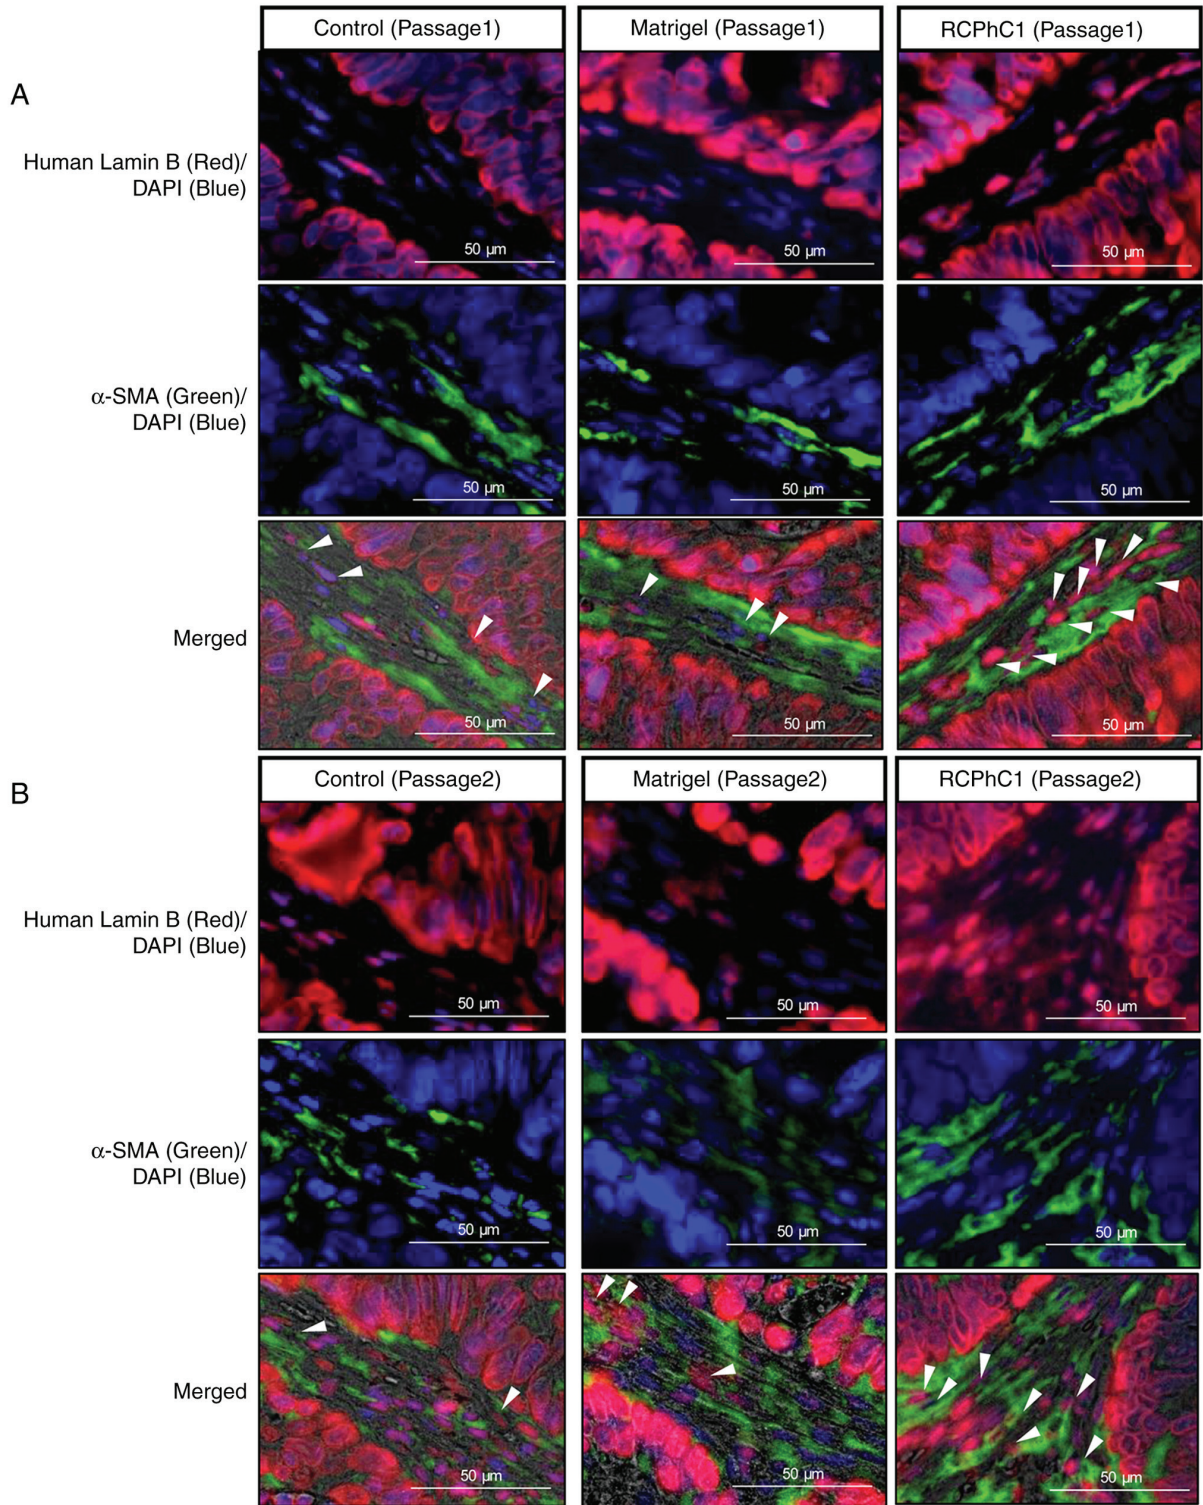 Control (Passage1)
Matrigel (Passage1)
RCPhC1 (Passage1)
A
Human Lamin B (Red)/
DAPI (Blue)
50 µm
50 µm
50 µm
α-SMA (Green)/
DAPI (Blue)
50 µm
50 µm
50 µm
Merged
50 µm
50 µm
50 µm
B
Control (Passage2)
Matrigel (Passage2)
RCPhC1 (Passage2)
Human Lamin B (Red)/
DAPI (Blue)
50 µm
50 µm
50 µm
α-SMA (Green)/
DAPI (Blue)
50 µm
50 µm
50 µm
Merged
50 µm
50 µm
50 µm